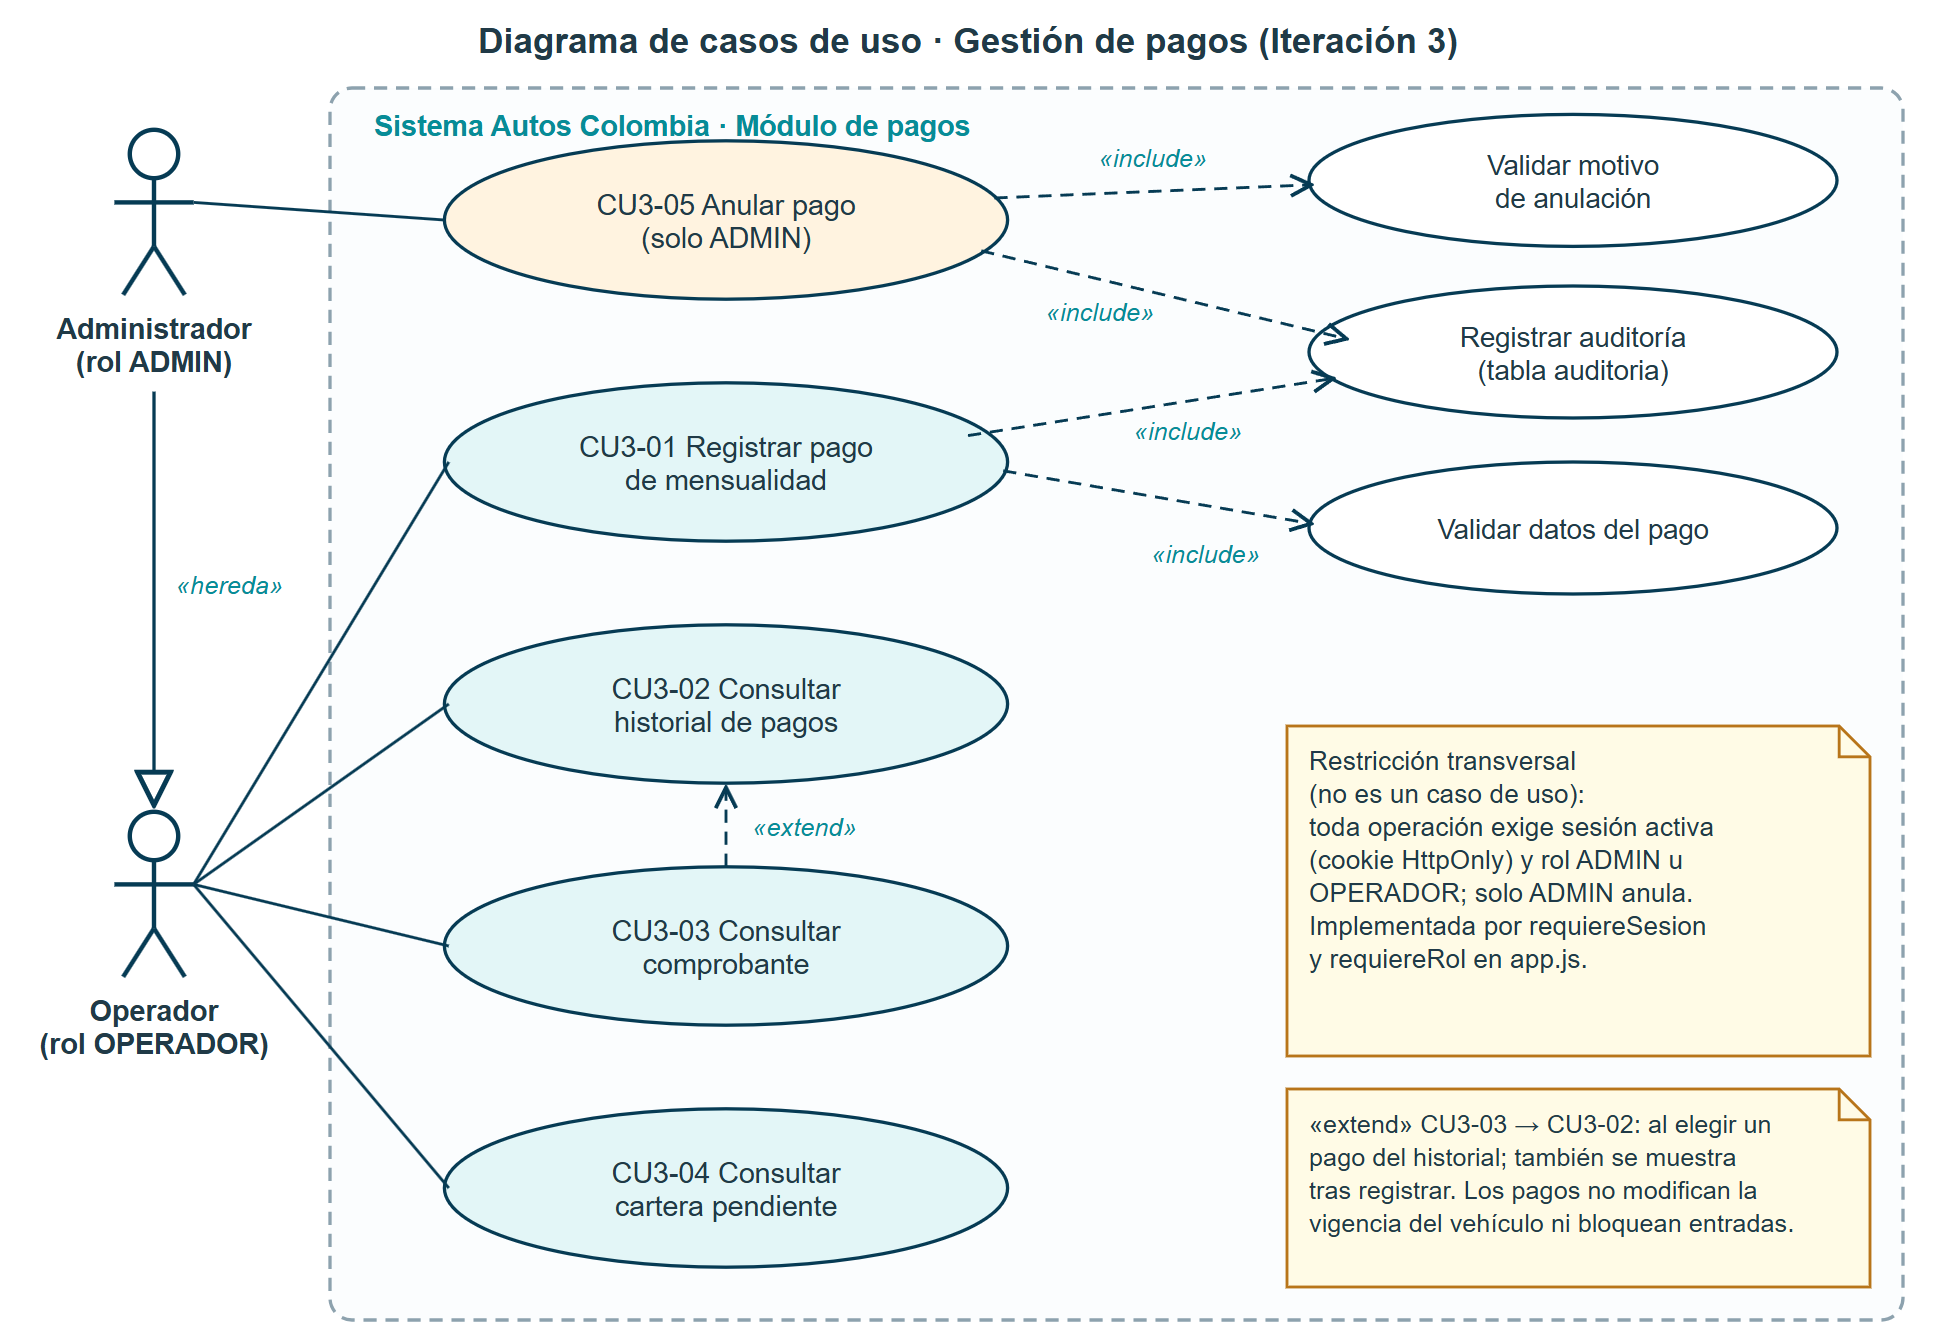 Diagrama de casos de uso · Gestión de pagos (Iteración 3)
Sistema Autos Colombia · Módulo de pagos
Administrador
(rol ADMIN)
«hereda»
Operador
(rol OPERADOR)
CU3-05 Anular pago
(solo ADMIN)
«include»
«include»
Validar motivo
de anulación
Registrar auditoría
(tabla auditoria)
CU3-01 Registrar pago
de mensualidad
«include»
«include»
Validar datos del pago
CU3-02 Consultar
historial de pagos
«extend»
CU3-03 Consultar
comprobante
CU3-04 Consultar
cartera pendiente
Restricción transversal
(no es un caso de uso):
toda operación exige sesión activa
(cookie HttpOnly) y rol ADMIN u
OPERADOR; solo ADMIN anula.
Implementada por requiereSesion
y requiereRol en app.js.
«extend» CU3-03 → CU3-02: al elegir un
pago del historial; también se muestra
tras registrar. Los pagos no modifican la
vigencia del vehículo ni bloquean entradas.